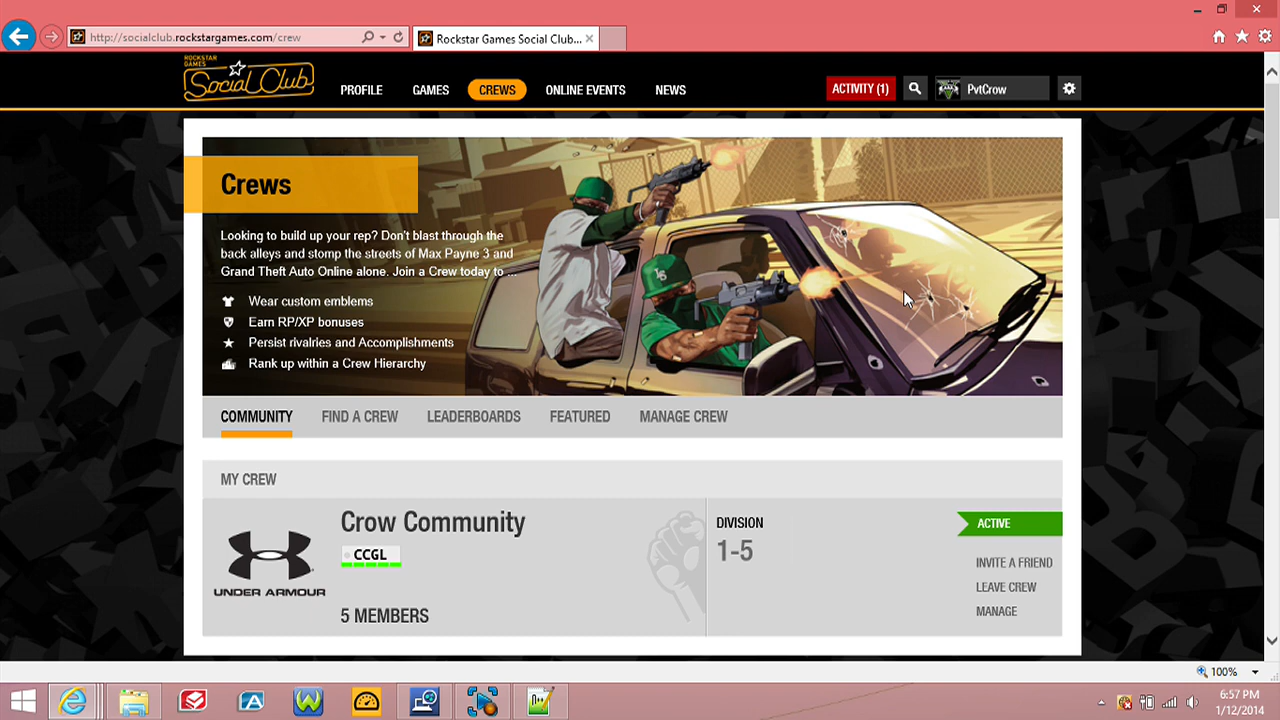 http://socialclub.rockstargames.com/crew
Rockstar Games Social Club...
ROCKSTAR
GAMES
Social Club
PROFILE
GAMES
CREWS
ONLINE EVENTS
NEWS
ACTIVITY (1)
PvtCrow
Crews
Looking to build up your rep? Don't blast through the
back alleys and stomp the streets of Max Payne 3 and
Grand Theft Auto Online alone. Join a Crew today to ...
Wear custom emblems
Earn RP/XP bonuses
Persist rivalries and Accomplishments
Rank up within a Crew Hierarchy
COMMUNITY
FIND A CREW
LEADERBOARDS
FEATURED
MANAGE CREW
MY CREW
UNDER ARMOUR
Crow Community
CCGL
5 MEMBERS
DIVISION
1-5
ACTIVE
INVITE A FRIEND
LEAVE CREW
MANAGE
100%
6:57 PM
1/12/2014